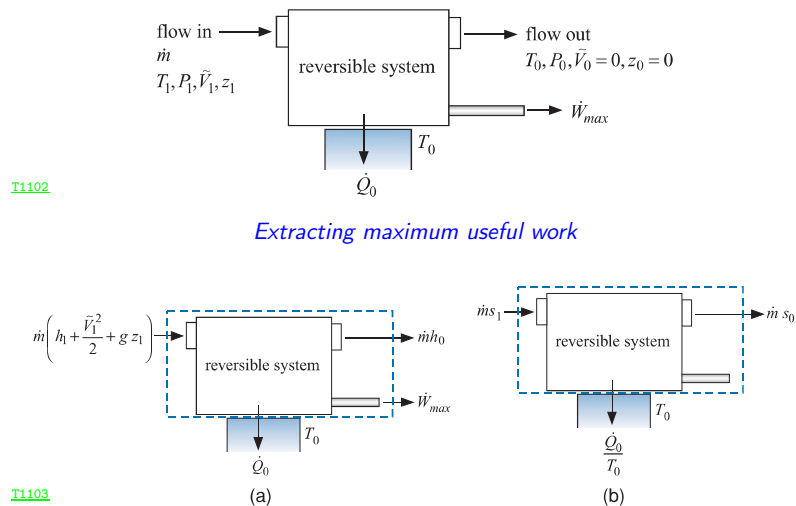 flow in
ṁ
T₁, P₁, Ṽ₁, z₁
reversible system
flow out
T₀, P₀, Ṽ₀ = 0, z₀ = 0
Ẇmax
T₀
Q̇₀
T1102
Extracting maximum useful work
ṁ(h₁ + Ṽ₁²/2 + g z₁)
reversible system
ṁh₀
Ẇmax
T₀
Q̇₀
(a)
ṁs₁
reversible system
ṁ s₀
T₀
Q̇₀/T₀
(b)
T1103